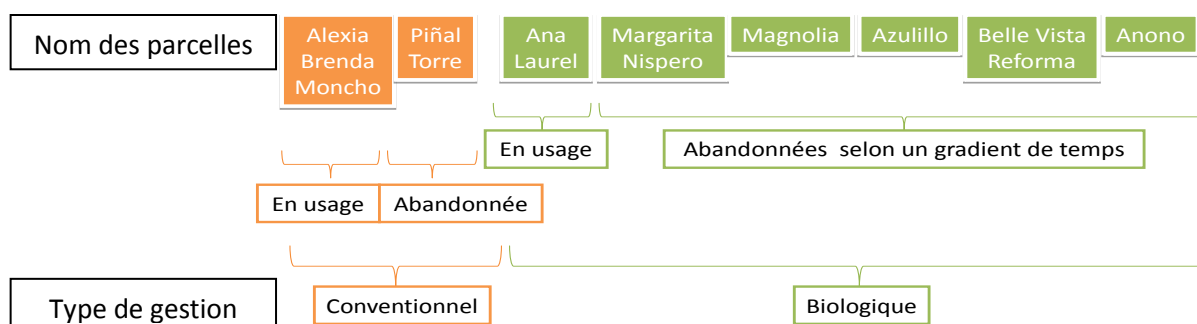 Nom des parcelles
Alexia
Brenda
Moncho
Piñal
Torre
Ana
Laurel
Margarita
Nispero
Magnolia
Azulillo
Belle Vista
Reforma
Anono
En usage
Abandonnées selon un gradient de temps
En usage
Abandonnée
Type de gestion
Conventionnel
Biologique